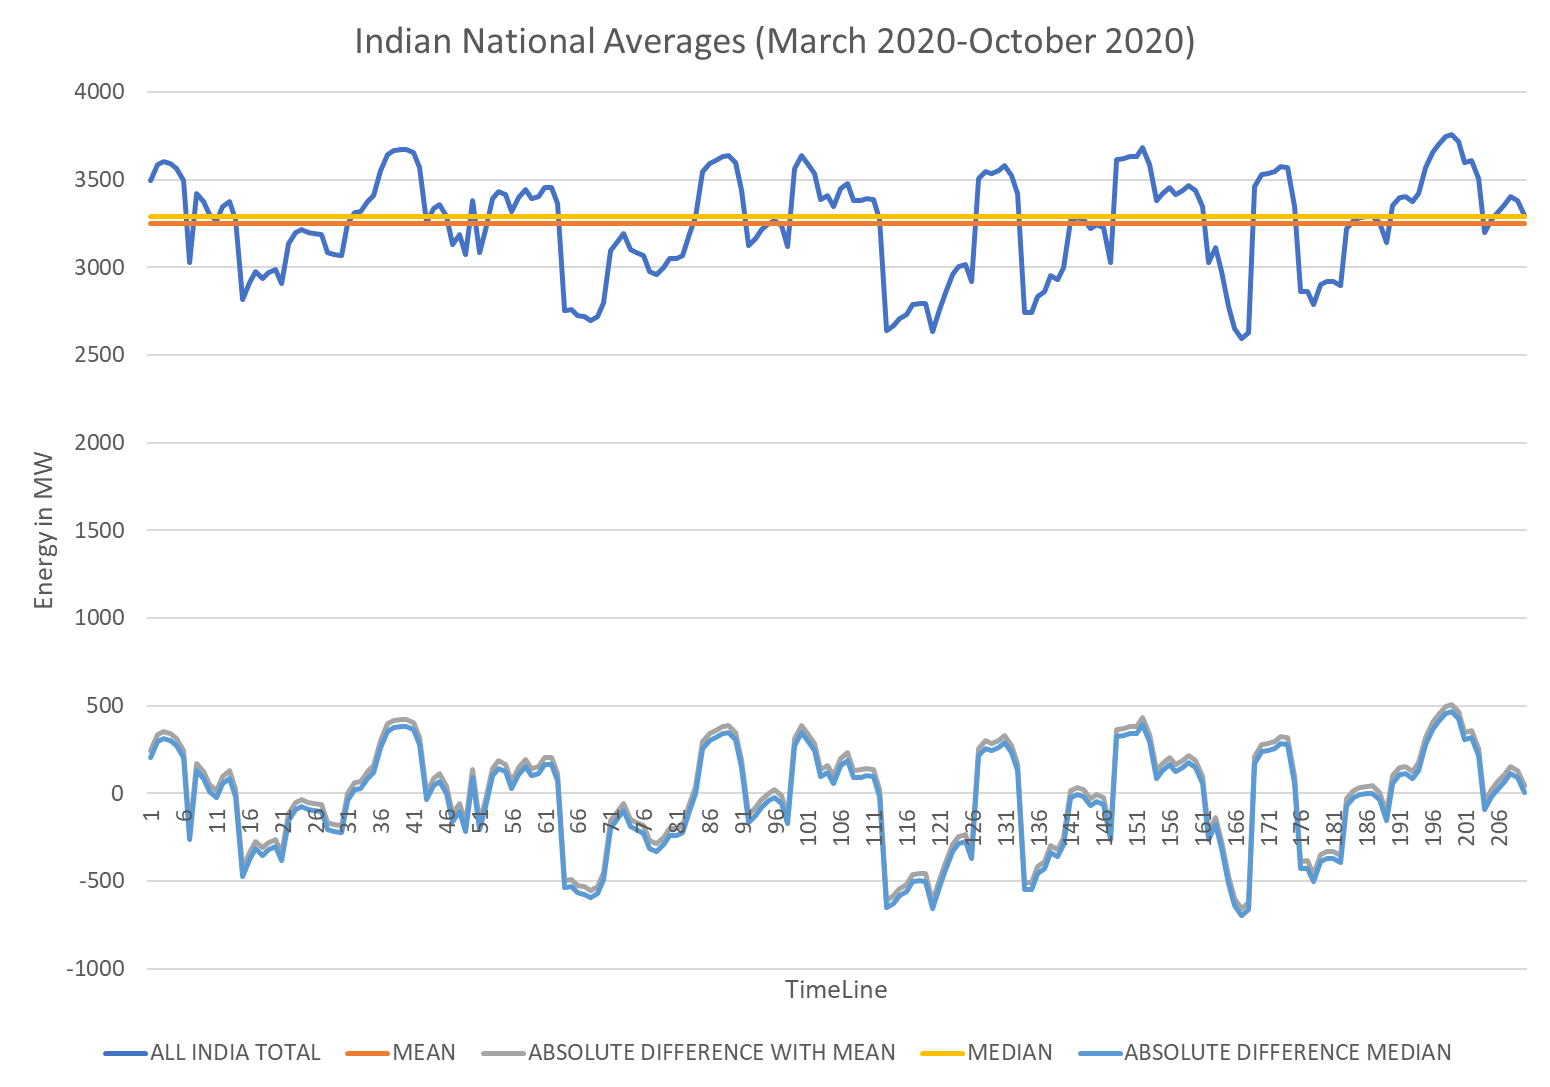 Indian National Averages (March 2020-October 2020)
4000
3500
3000
2500
2000
1500
1000
500
0
-500
-1000
Energy in MW
1 6 11 16 21 26 31 36 41 46 51 56 61 66 71 76 81 86 91 96 101 106 111 116 121 126 131 136 141 146 151 156 161 166 171 176 181 186 191 196 201 206
TimeLine
ALL INDIA TOTAL MEAN ABSOLUTE DIFFERENCE WITH MEAN MEDIAN ABSOLUTE DIFFERENCE MEDIAN